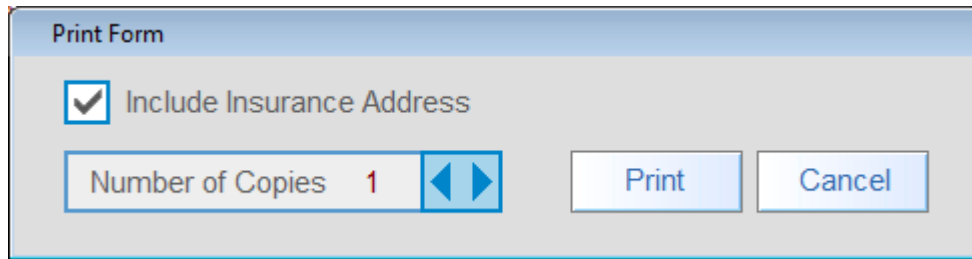 Print Form
Include Insurance Address
Number of Copies 1
Print
Cancel